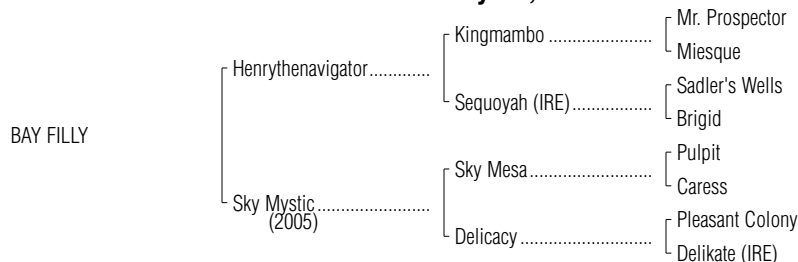 Mr. Prospector
Kingmambo .......................
Miesque
Henrythenavigator.............
Sadler's Wells
Sequoyah (IRE).................
Brigid
BAY FILLY
Pulpit
Sky Mesa..........................
Caress
Sky Mystic........................
(2005)
Pleasant Colony
Delicacy ............................
Delikate (IRE)